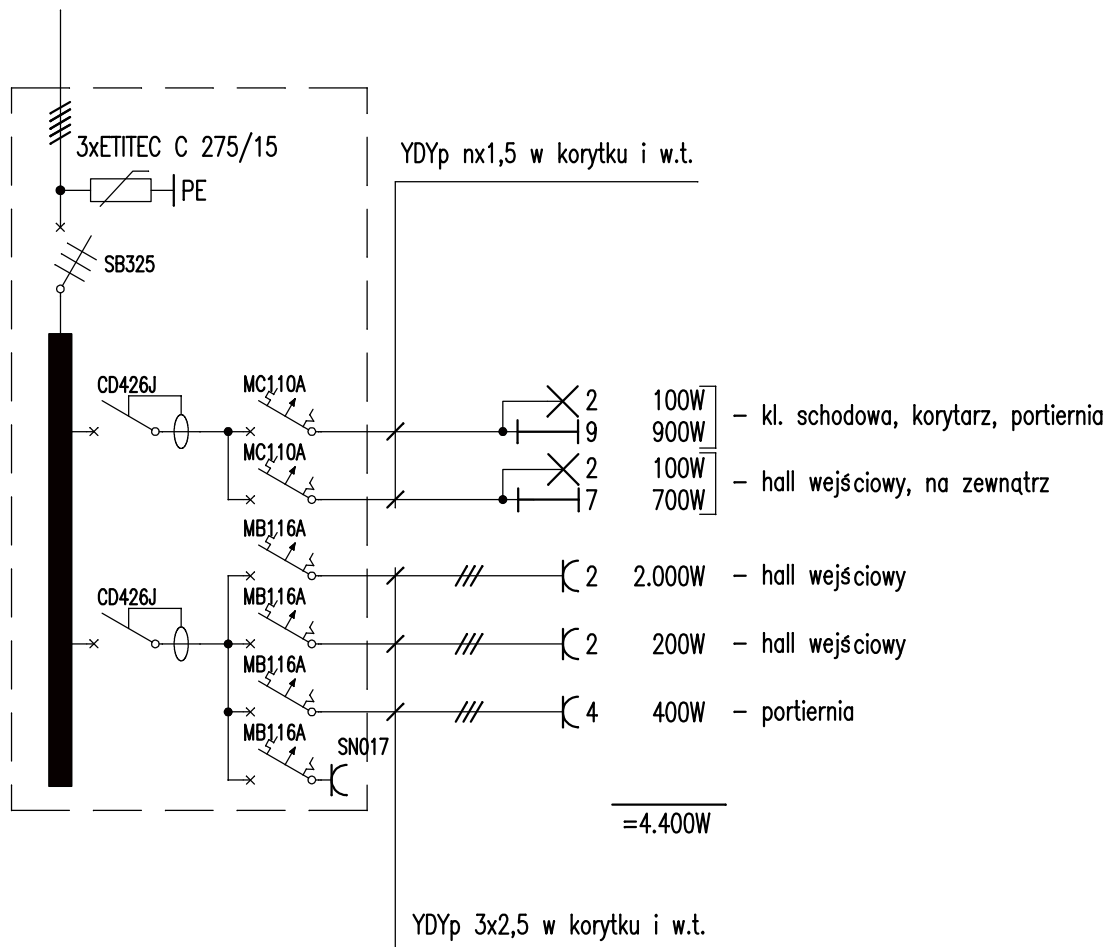 3xETITEC C 275/15
YDYp nx1,5 w korytku i w.t.
PE
SB325
CD426J
MC110A
2 100W
9 900W
– kl. schodowa, korytarz, portiernia
MC110A
2 100W
7 700W
– hall wejściowy, na zewnątrz
MB116A
2 2.000W – hall wejściowy
CD426J
MB116A
2 200W – hall wejściowy
MB116A
4 400W – portiernia
MB116A
SN017
=4.400W
YDYp 3x2,5 w korytku i w.t.